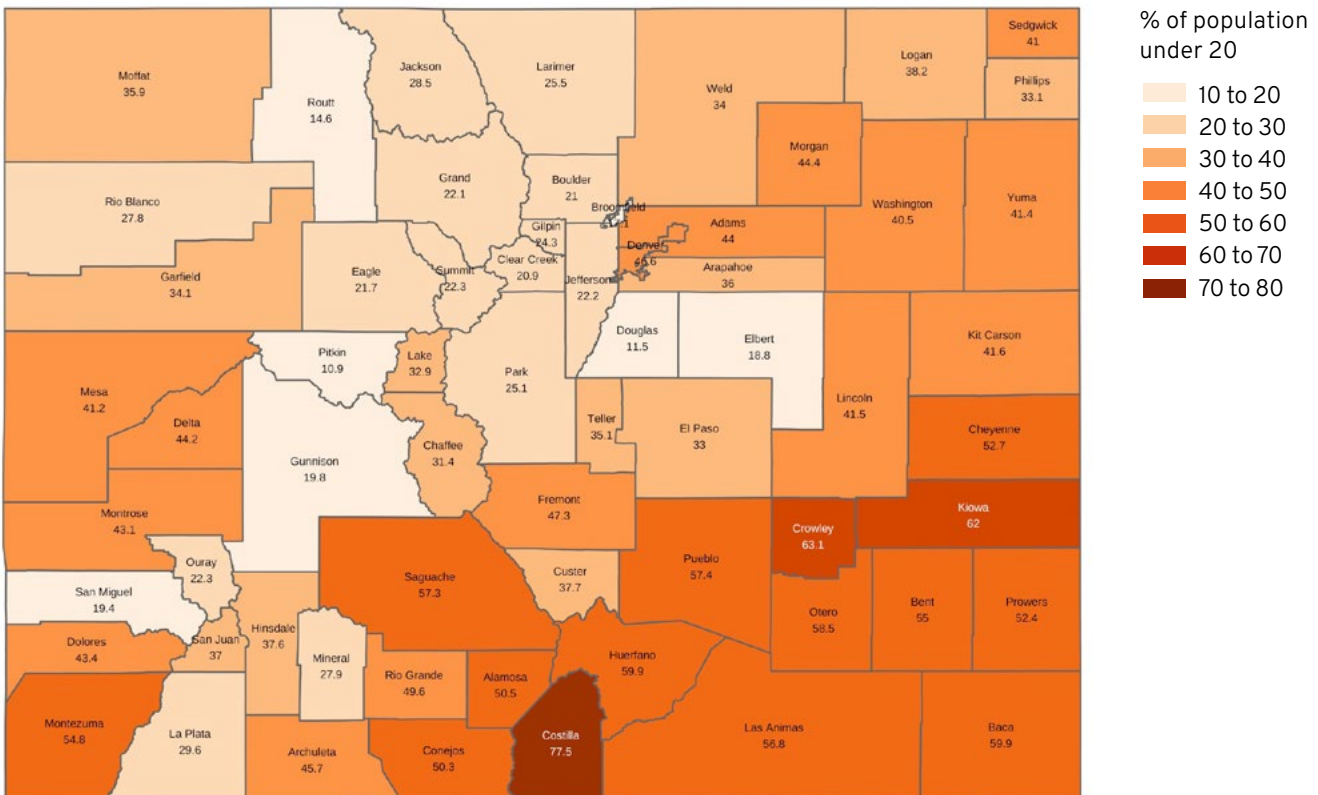 % of population
under 20
10 to 20
20 to 30
30 to 40
40 to 50
50 to 60
60 to 70
70 to 80
Moffat
35.9
Routt
14.6
Jackson
28.5
Larimer
25.5
Weld
34
Logan
38.2
Sedgwick
41
Phillips
33.1
Morgan
44.4
Washington
40.5
Yuma
41.4
Rio Blanco
27.8
Grand
22.1
Boulder
21
Broomfield
Gilpin
24.3
Adams
44
Denver
46.6
Clear Creek
20.9
Arapahoe
36
Garfield
34.1
Eagle
21.7
Summit
22.3
Jefferson
22.2
Douglas
11.5
Elbert
18.8
Kit Carson
41.6
Pitkin
10.9
Lake
32.9
Park
25.1
Mesa
41.2
Delta
44.2
Lincoln
41.5
Teller
35.1
El Paso
33
Cheyenne
52.7
Chaffee
31.4
Gunnison
19.8
Fremont
47.3
Montrose
43.1
Crowley
63.1
Kiowa
62
Ouray
22.3
Pueblo
57.4
Saguache
57.3
Custer
37.7
San Miguel
19.4
Otero
58.5
Bent
55
Prowers
52.4
Dolores
43.4
San Juan
37
Hinsdale
37.6
Mineral
27.9
Rio Grande
49.6
Alamosa
50.5
Huerfano
59.9
Montezuma
54.8
La Plata
29.6
Archuleta
45.7
Conejos
50.3
Costilla
77.5
Las Animas
56.8
Baca
59.9